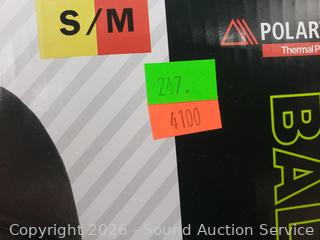 S/M
POLAR
Thermal P
247.
4100
BAL
Copyright 2026 - Sound Auction Service